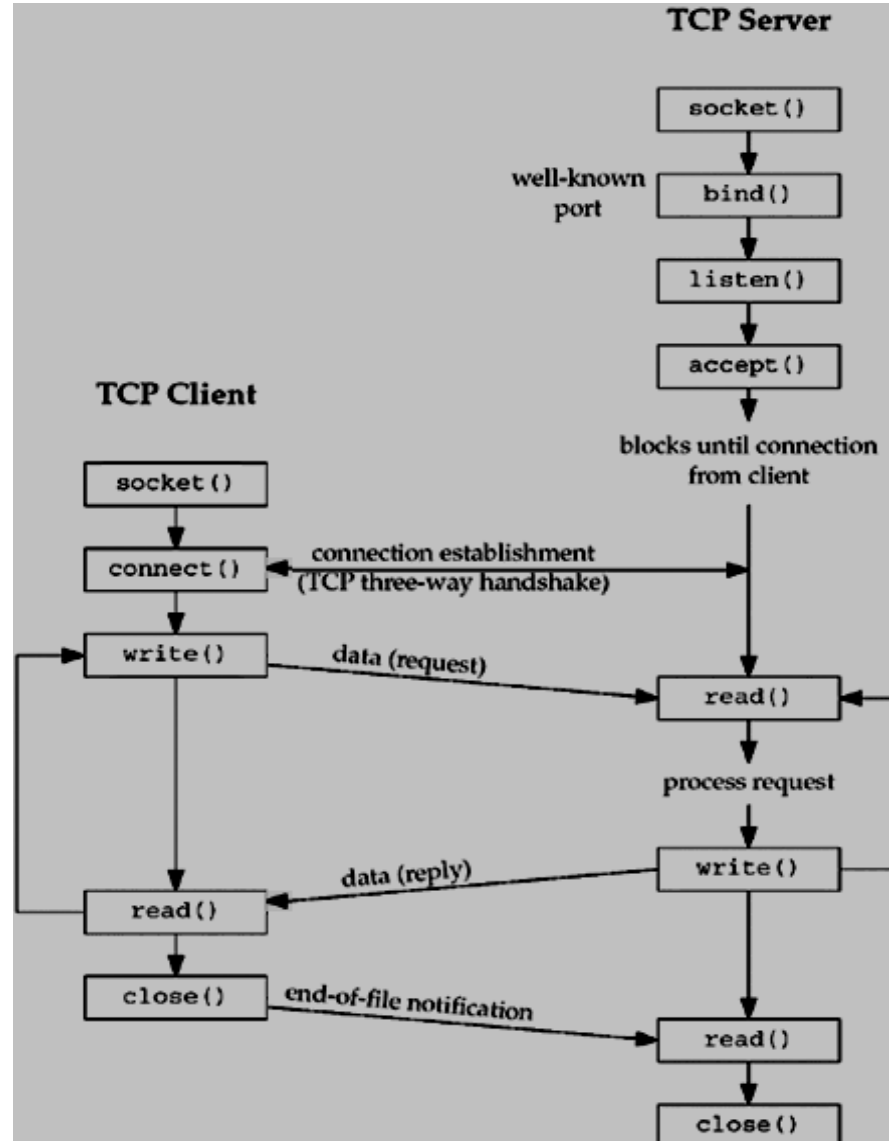 TCP Server
socket()
well-known
port
bind()
listen()
accept()
TCP Client
blocks until connection
from client
socket()
connect()
connection establishment
(TCP three-way handshake)
write()
data (request)
read()
process request
write()
data (reply)
read()
close()
end-of-file notification
read()
close()